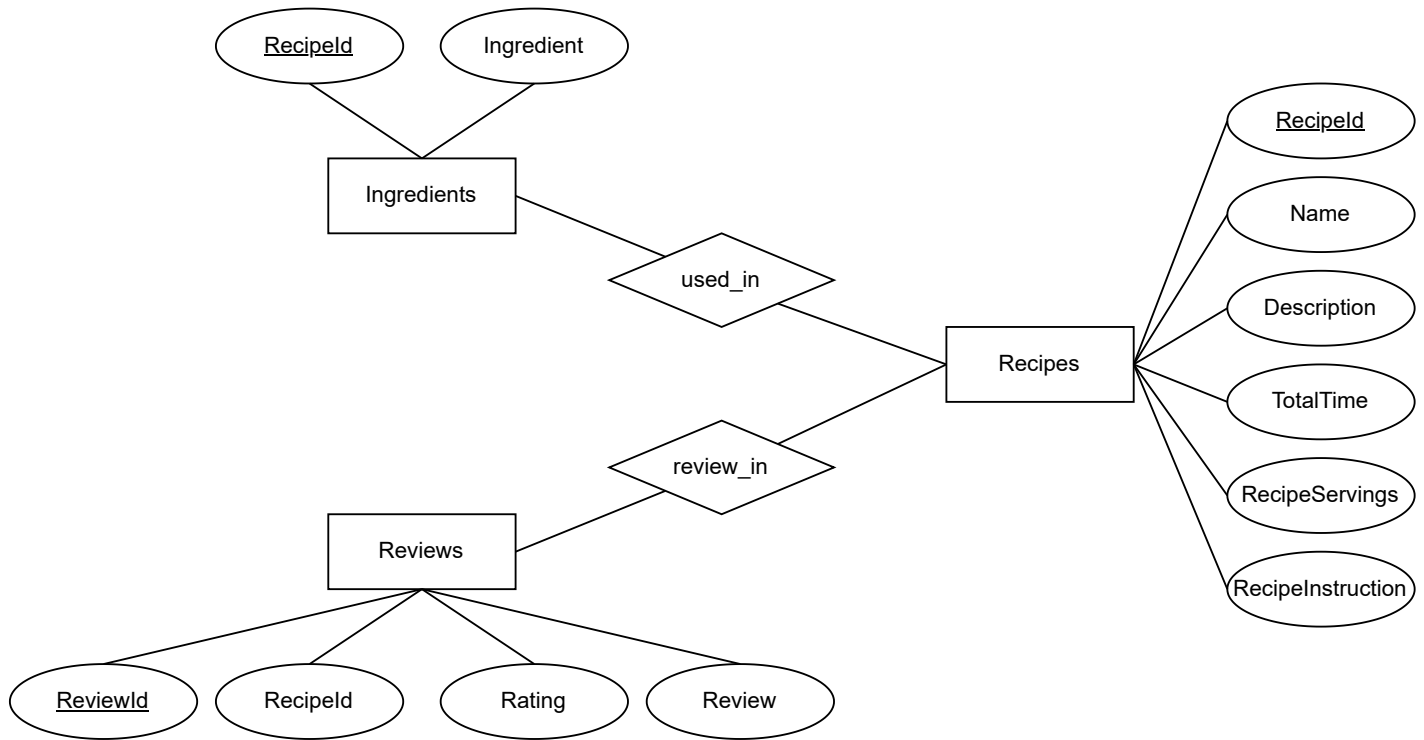 RecipeId
Ingredient
Ingredients
used_in
Recipes
RecipeId
Name
Description
TotalTime
RecipeServings
RecipeInstruction
review_in
Reviews
ReviewId
RecipeId
Rating
Review